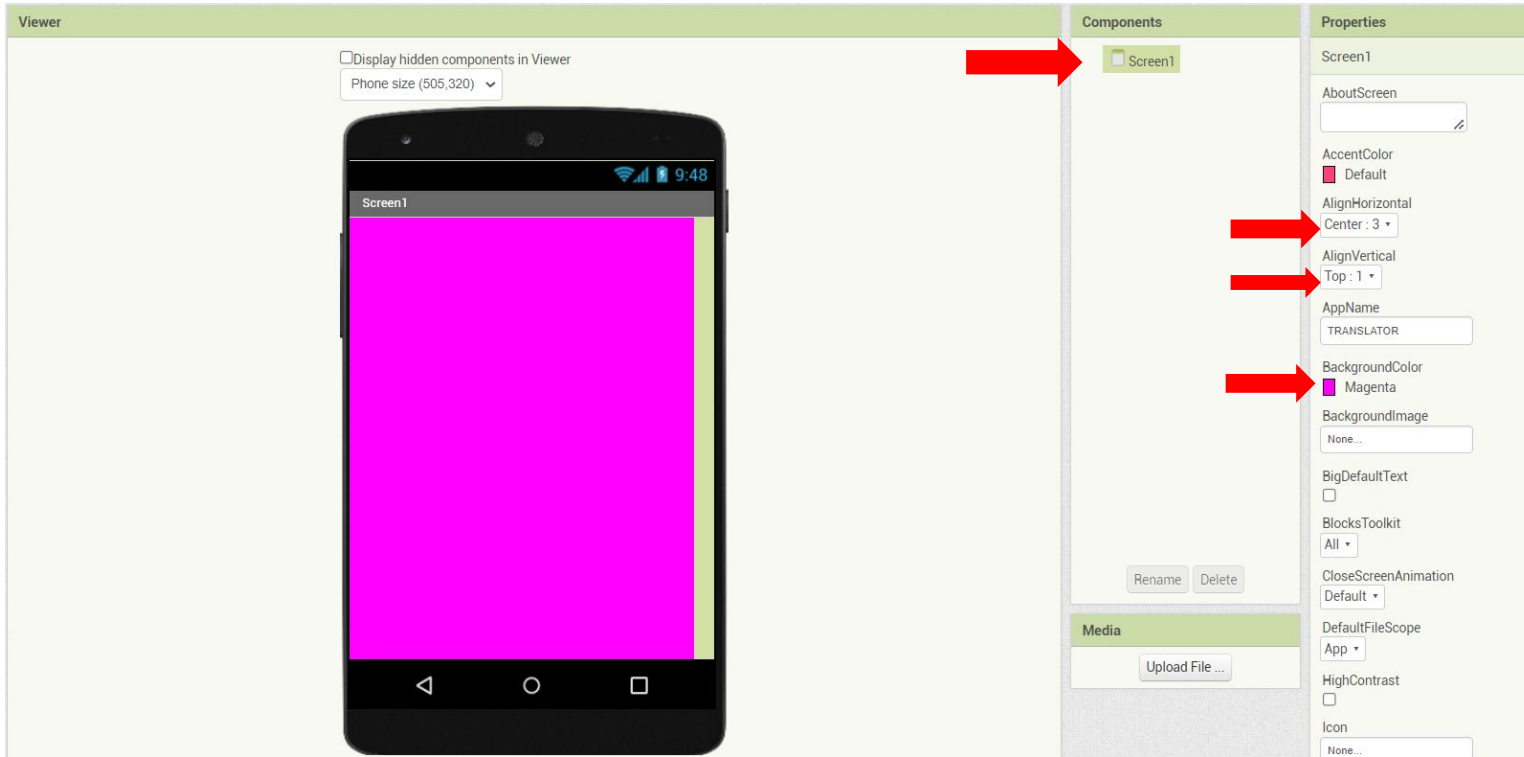 Viewer
Display hidden components in Viewer
Phone size (505,320)
9:48
Screen1
Components
Screen1
Rename Delete
Media
Upload File ...
Properties
Screen1
AboutScreen
AccentColor
Default
AlignHorizontal
Center : 3
AlignVertical
Top : 1
AppName
TRANSLATOR
BackgroundColor
Magenta
BackgroundImage
None...
BigDefaultText
BlocksToolkit
All
CloseScreenAnimation
Default
DefaultFileScope
App
HighContrast
Icon
None...